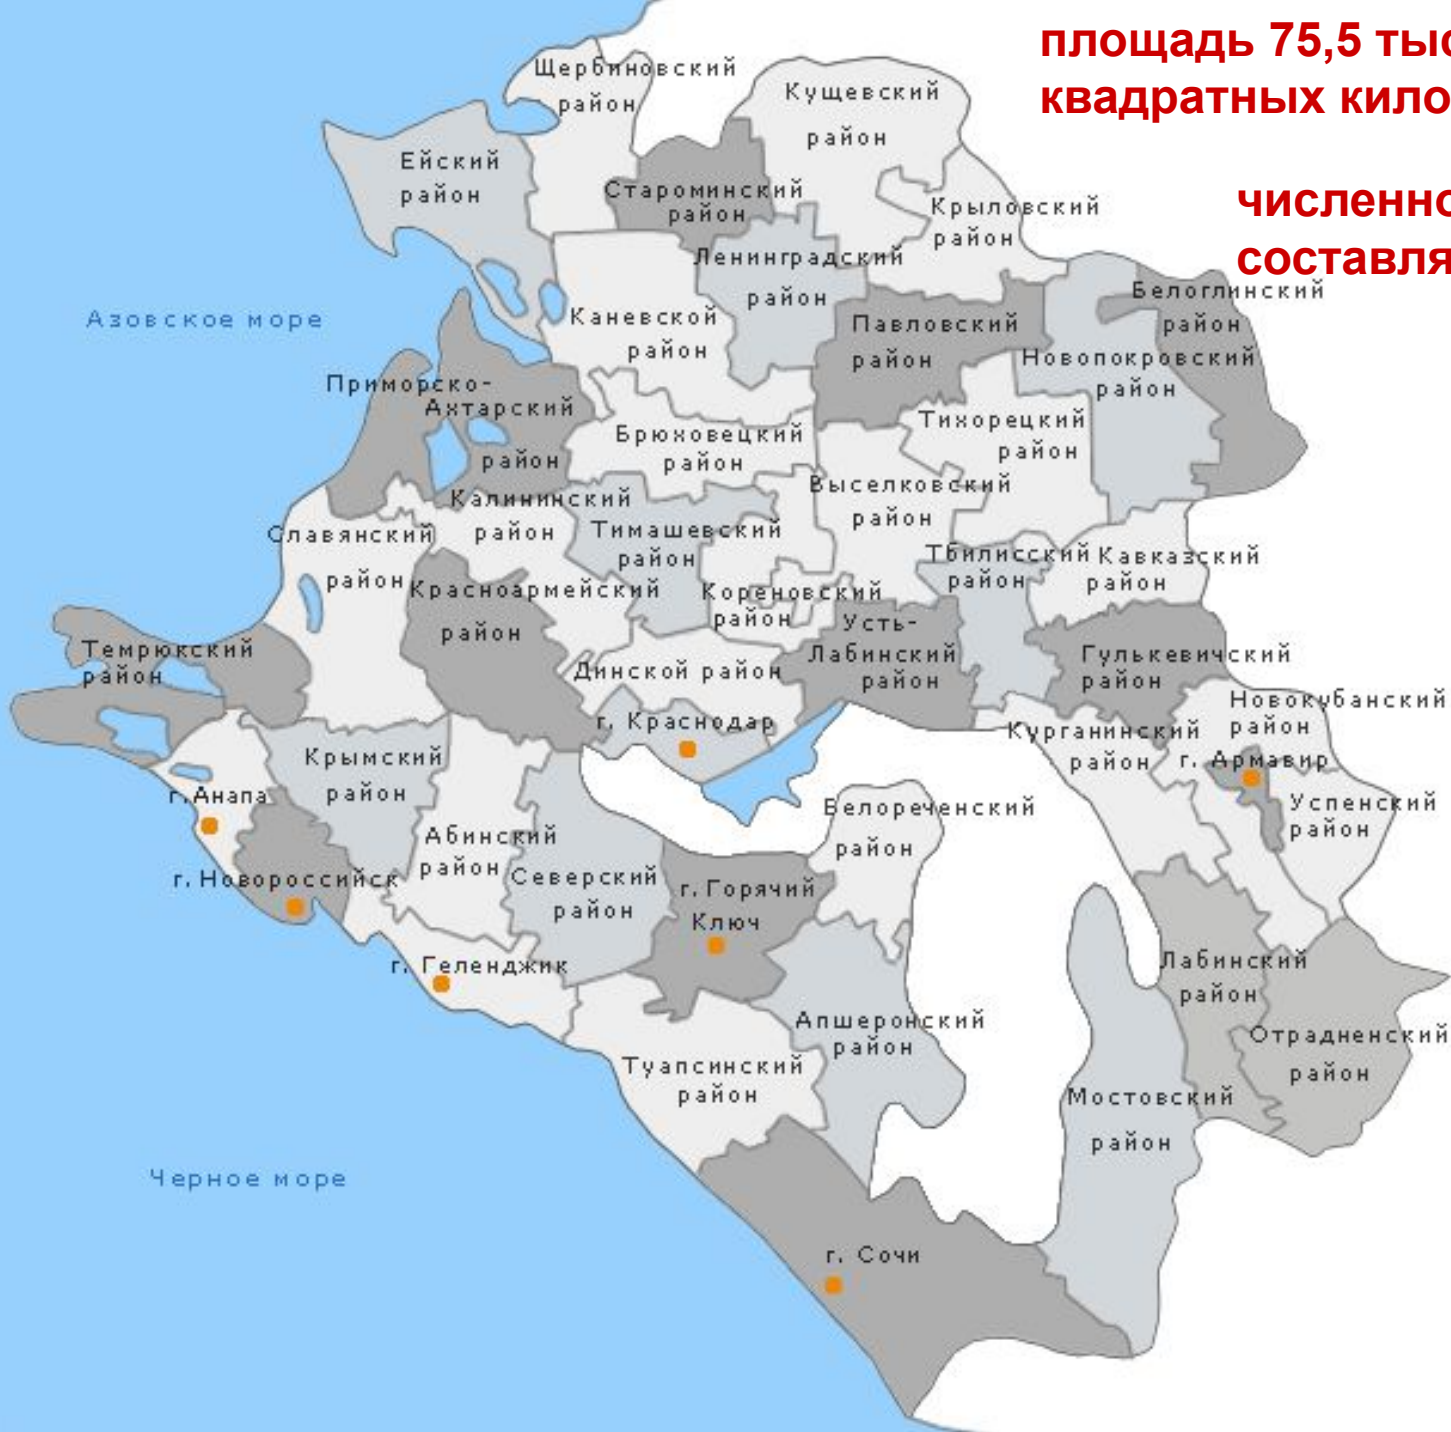 площадь 75,5 тыс
квадратных кило
численно
составля
Щербиновский
район
Кущевский
район
Ейский
район
Староминский
район
Крыловский
район
Ленинградский
район
Белоглинский
район
Азовское море
Каневской
район
Павловский
район
Новопокровский
район
Приморско-
Ахтарский
район
Тихорецкий
район
Брюховецкий
район
Выселковский
район
Калининский
район
Славянский
район
Тимашевский
район
Тбилисский
район
Кавказский
район
Красноармейский
район
Кореновский
район
Усть-
Лабинский
район
Темрюкский
район
Динской район
Гулькевичский
район
Новокубанский
район
г. Краснодар
Курганинский
район
г. Армавир
Крымский
район
г. Анапа
Успенский
район
Белореченский
район
Абинский
район
г. Новороссийск
Северский
район
г. Горячий
Ключ
г. Геленджик
Лабинский
район
Апшеронский
район
Отрадненский
район
Туапсинский
район
Мостовский
район
Черное море
г. Сочи